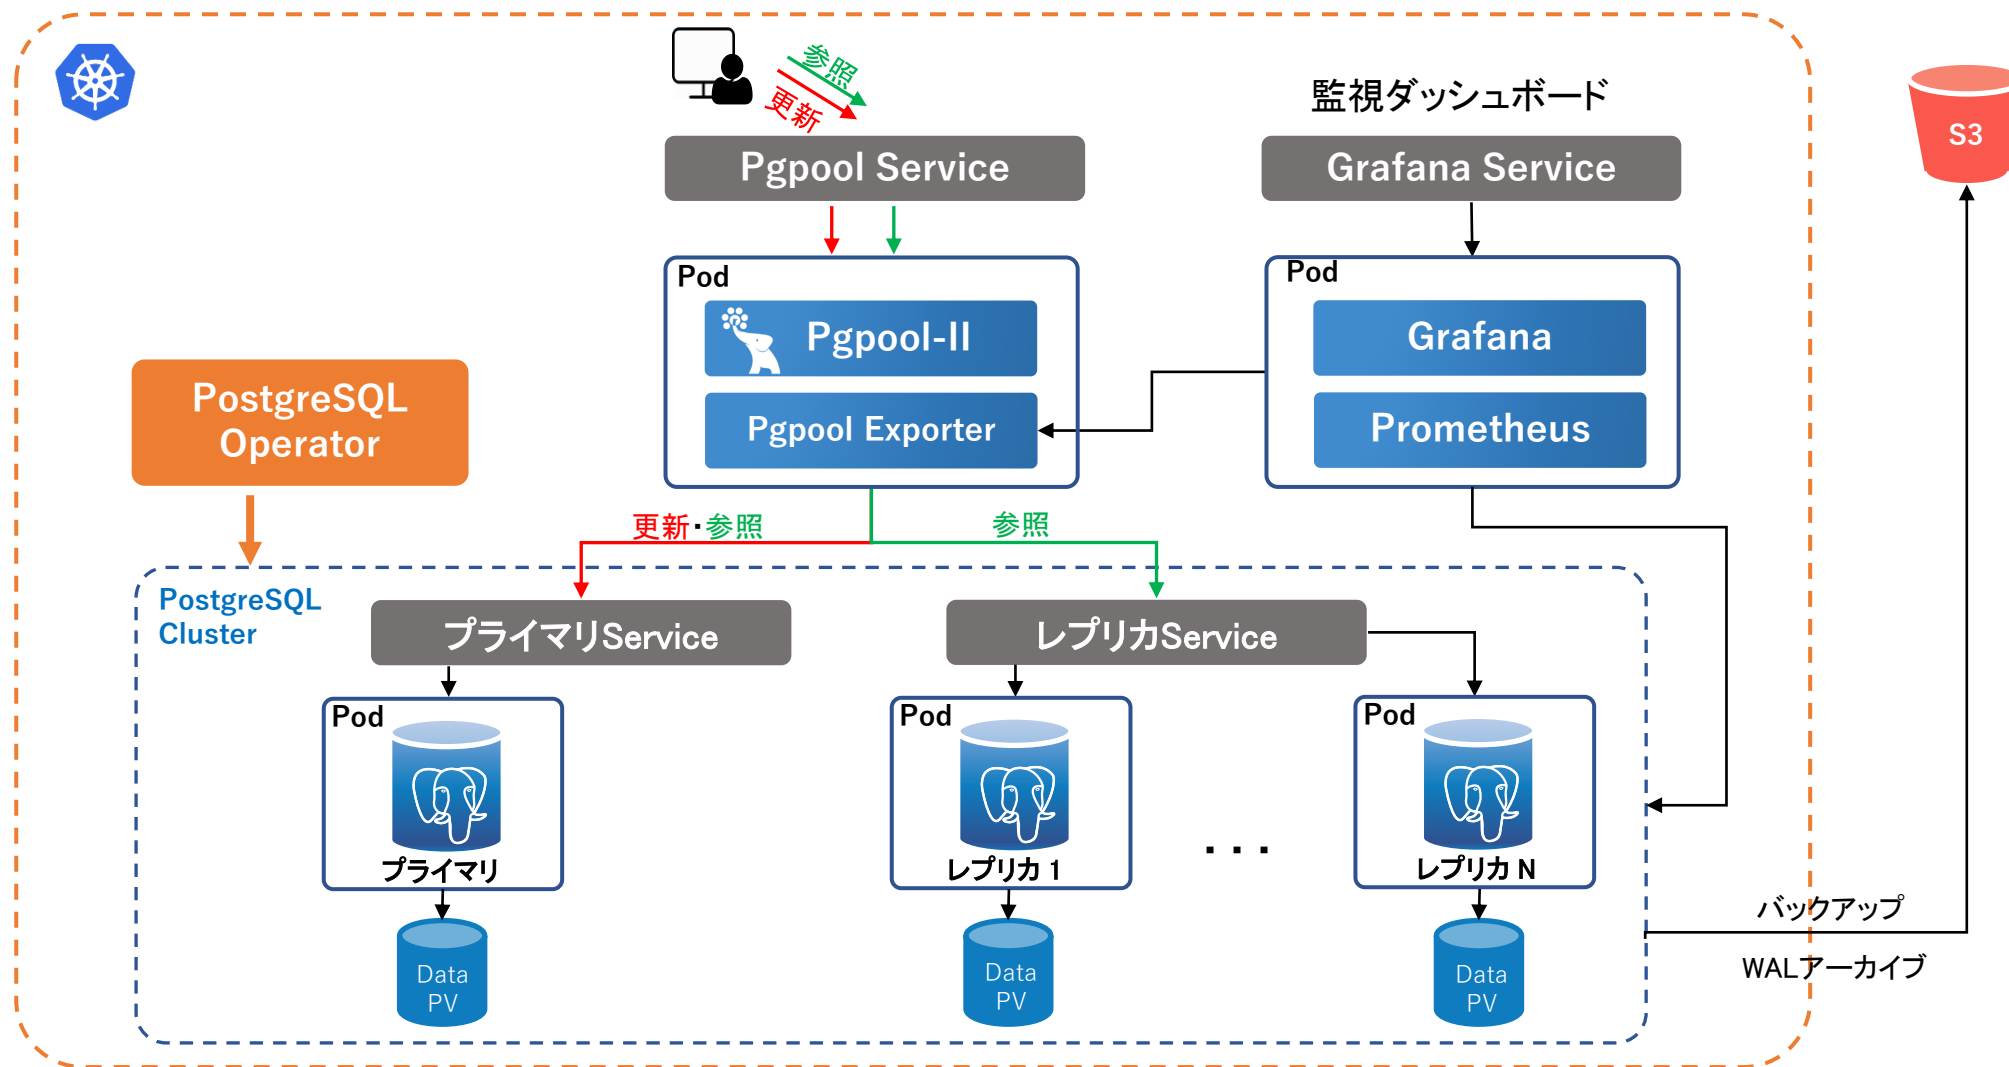 参照
更新
監視ダッシュボード
S3
Pgpool Service
Grafana Service
Pod
Pgpool-II
Pgpool Exporter
Pod
Grafana
Prometheus
PostgreSQL
Operator
更新・参照
参照
PostgreSQL
Cluster
プライマリService
レプリカService
Pod
プライマリ
Pod
レプリカ 1
. . .
Pod
レプリカ N
バックアップ
WALアーカイブ
Data
PV
Data
PV
Data
PV